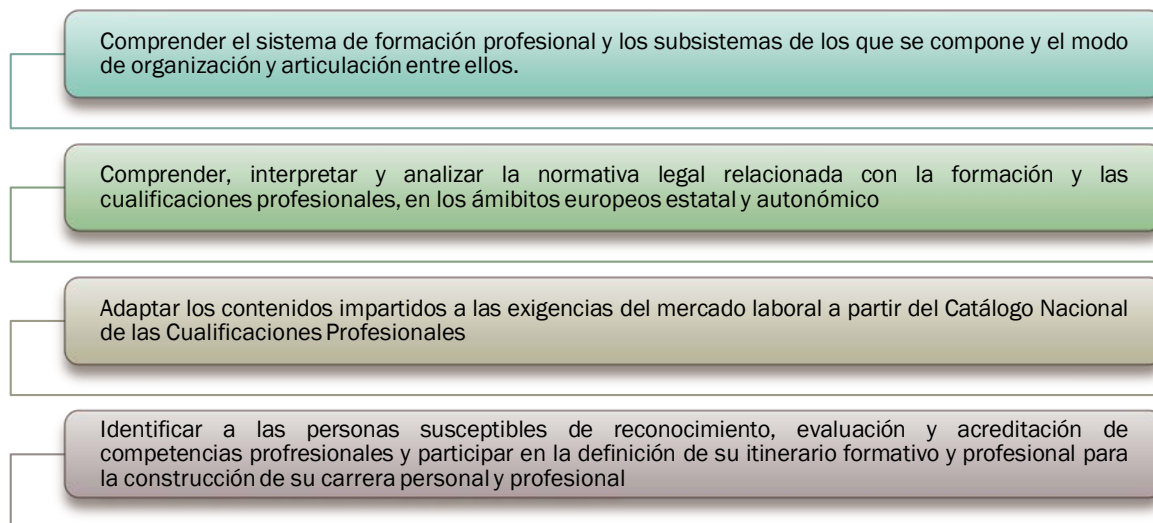 Comprender el sistema de formación profesional y los subsistemas de los que se compone y el modo
de organización y articulación entre ellos.
Comprender, interpretar y analizar la normativa legal relacionada con la formación y las
cualificaciones profesionales, en los ámbitos europeos estatal y autonómico
Adaptar los contenidos impartidos a las exigencias del mercado laboral a partir del Catálogo Nacional
de las Cualificaciones Profesionales
Identificar a las personas susceptibles de reconocimiento, evaluación y acreditación de
competencias profresionales y participar en la definición de su itinerario formativo y profesional para
la construcción de su carrera personal y profesional